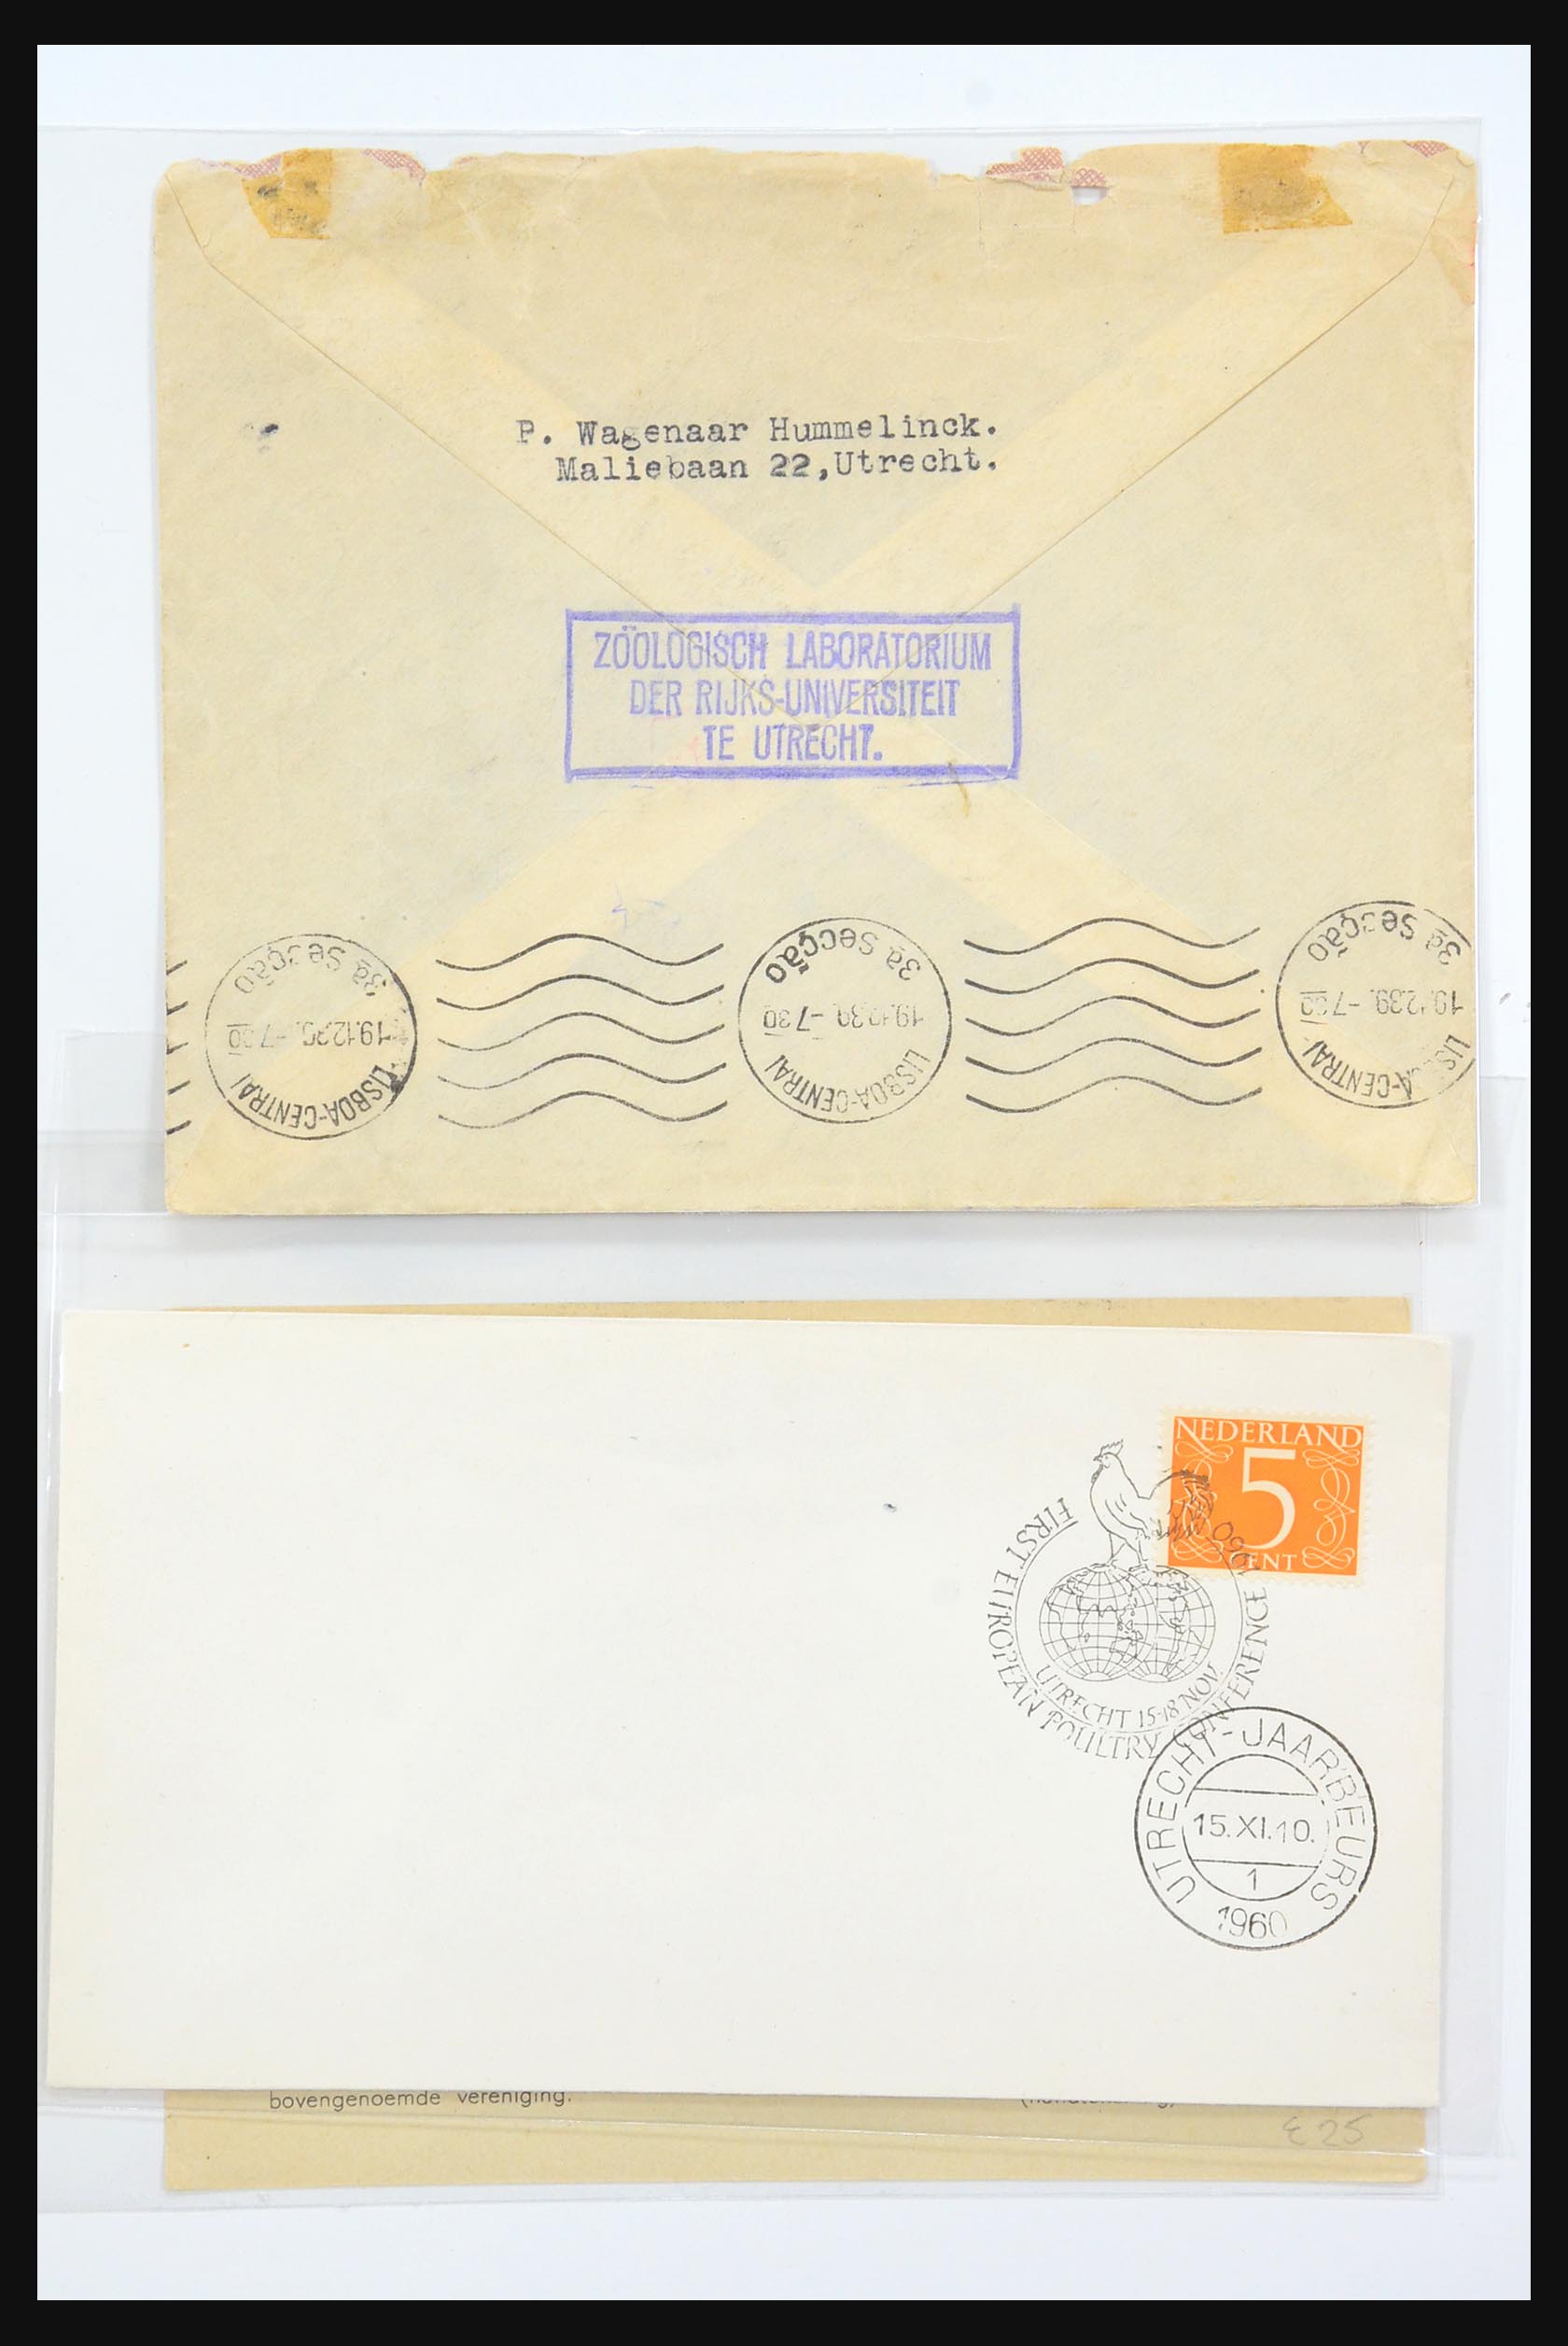 P. Wagenaar Hummelinck.
Maliebaan 22, Utrecht.
ZÖOLOGISCH LABORATORIUM
DER RIJKS-UNIVERSITEIT
TE UTRECHT.
3ª Secção
19.12.39. -7 30
LISBOA-CENTRAL
3ª Secção
19.12.39. -7 30
LISBOA-CENTRAL
3ª Secção
19.12.39. -7 30
LISBOA-CENTRAL
NEDERLAND
5
CENT
FIRST EUROPEAN POULTRY CONFERENCE 1960
UTRECHT 15-18 NOV.
UTRECHT-JAARBEURS
15.XI.10.
1
1960
bovengenoemde vereniging.
€ 25